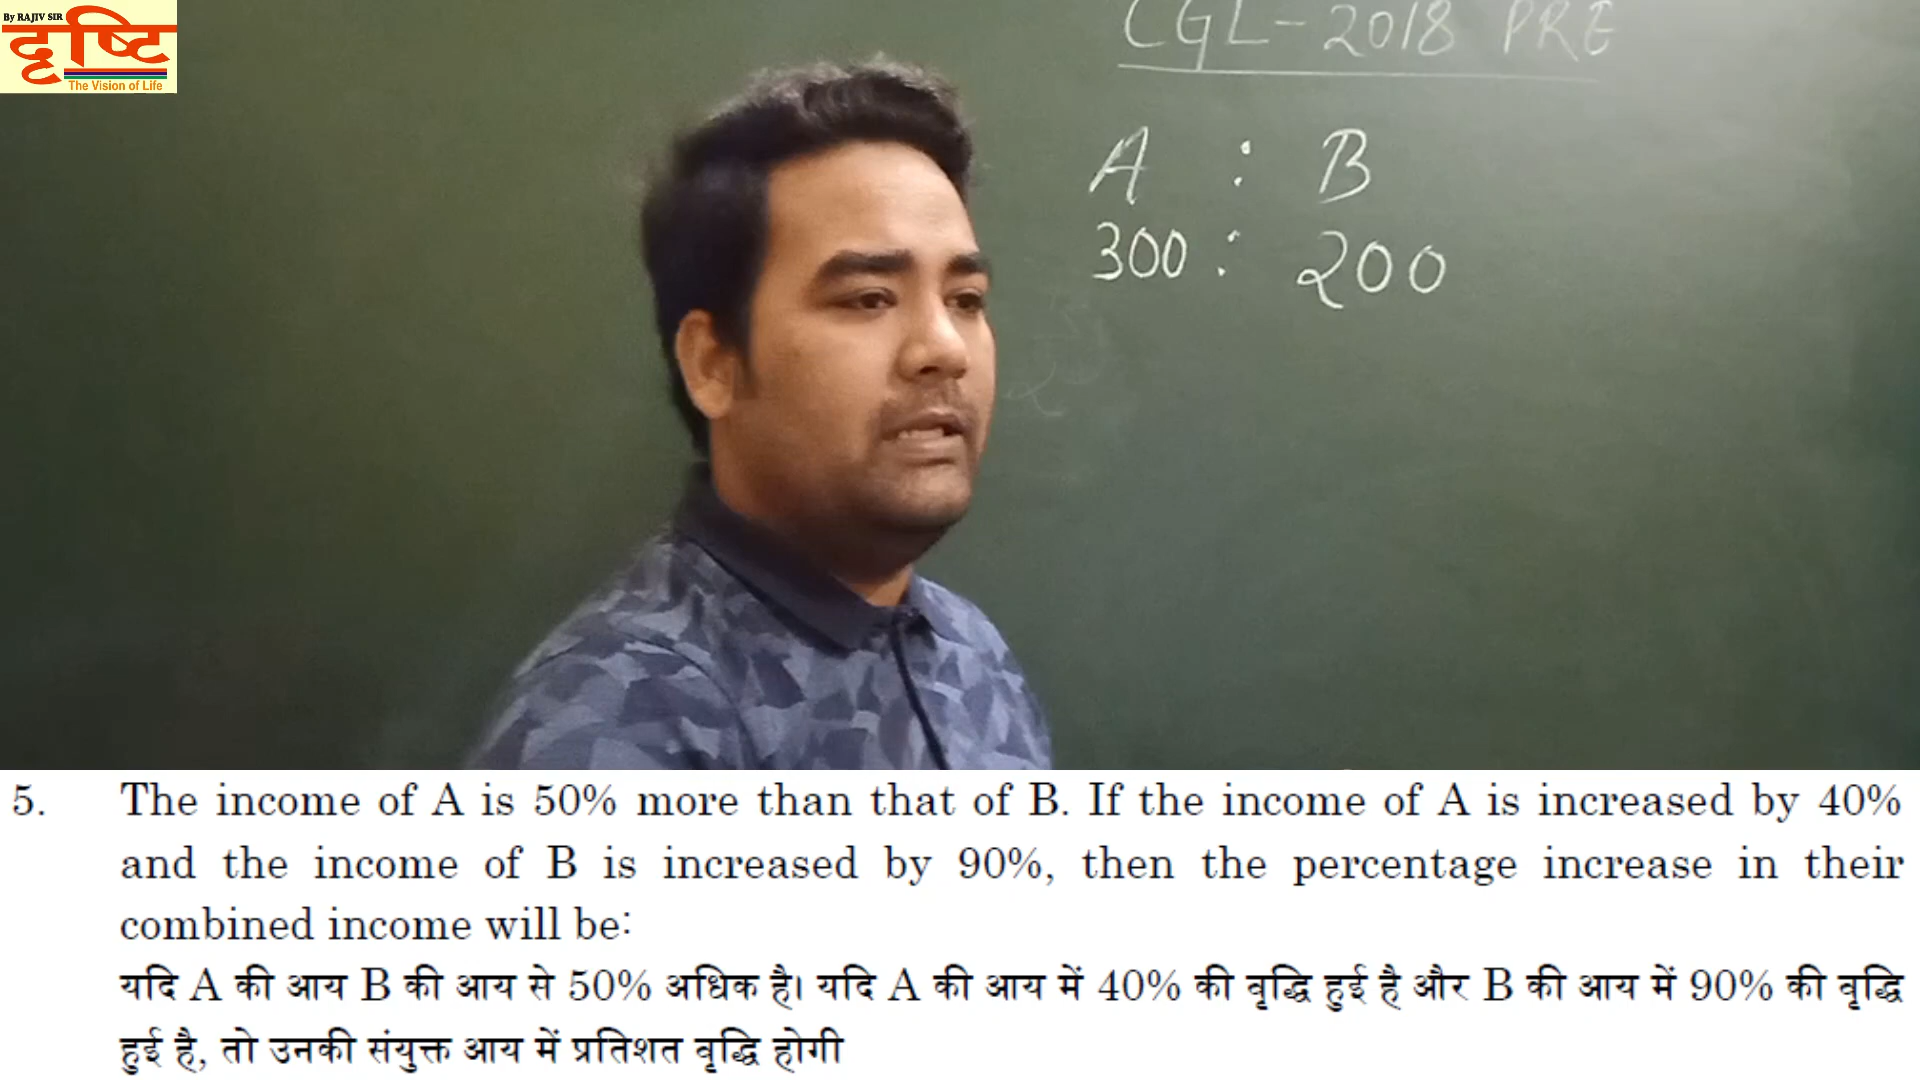 By RAJIV SIR
दृष्टि
The Vision of Life
CGL-2018 PRE
A : B
300 : 200
5. The income of A is 50% more than that of B. If the income of A is increased by 40%
and the income of B is increased by 90%, then the percentage increase in their
combined income will be:
यदि A की आय B की आय से 50% अधिक है। यदि A की आय में 40% की वृद्धि हुई है और B की आय में 90% की वृद्धि
हुई है, तो उनकी संयुक्त आय में प्रतिशत वृद्धि होगी